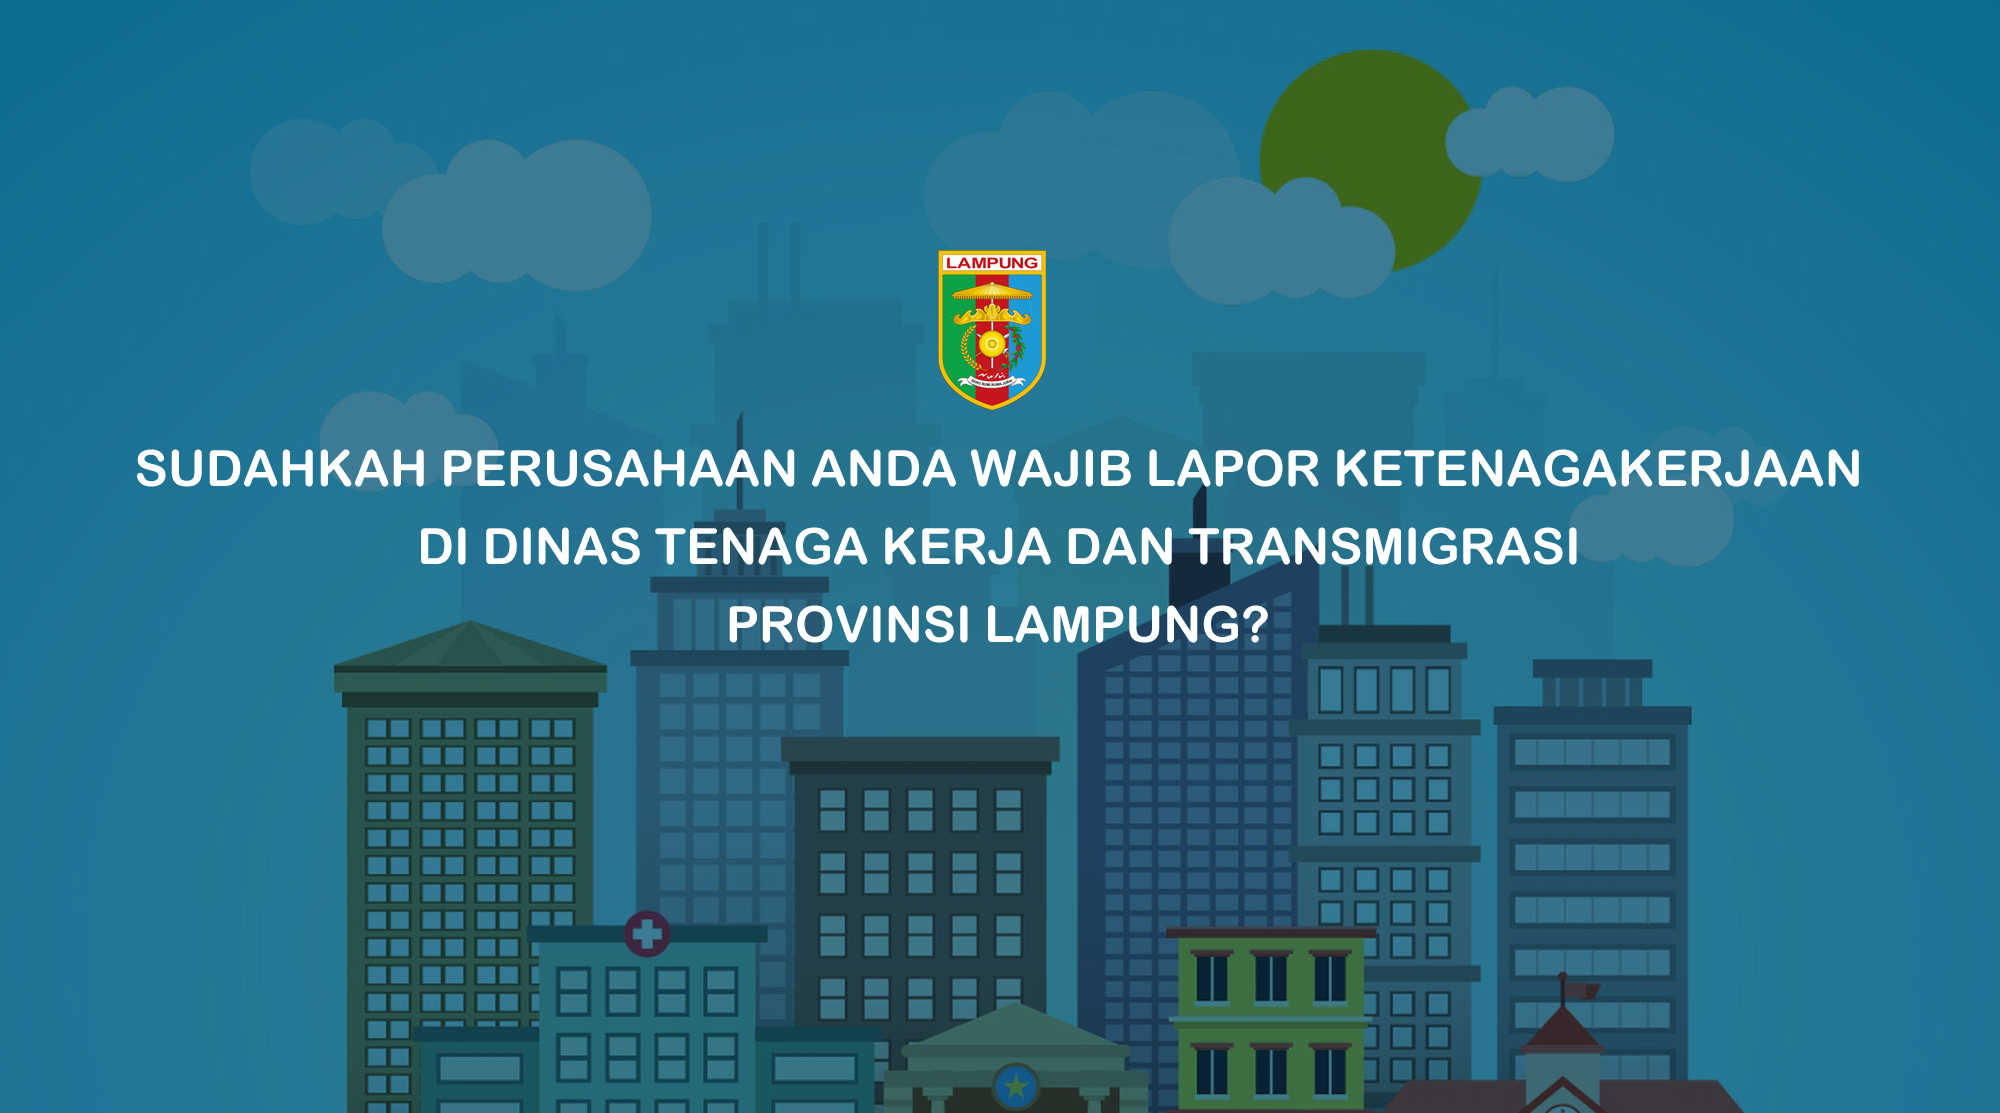 LAMPUNG
SUDAHKAH PERUSAHAAN ANDA WAJIB LAPOR KETENAGAKERJAAN
DI DINAS TENAGA KERJA DAN TRANSMIGRASI
PROVINSI LAMPUNG?